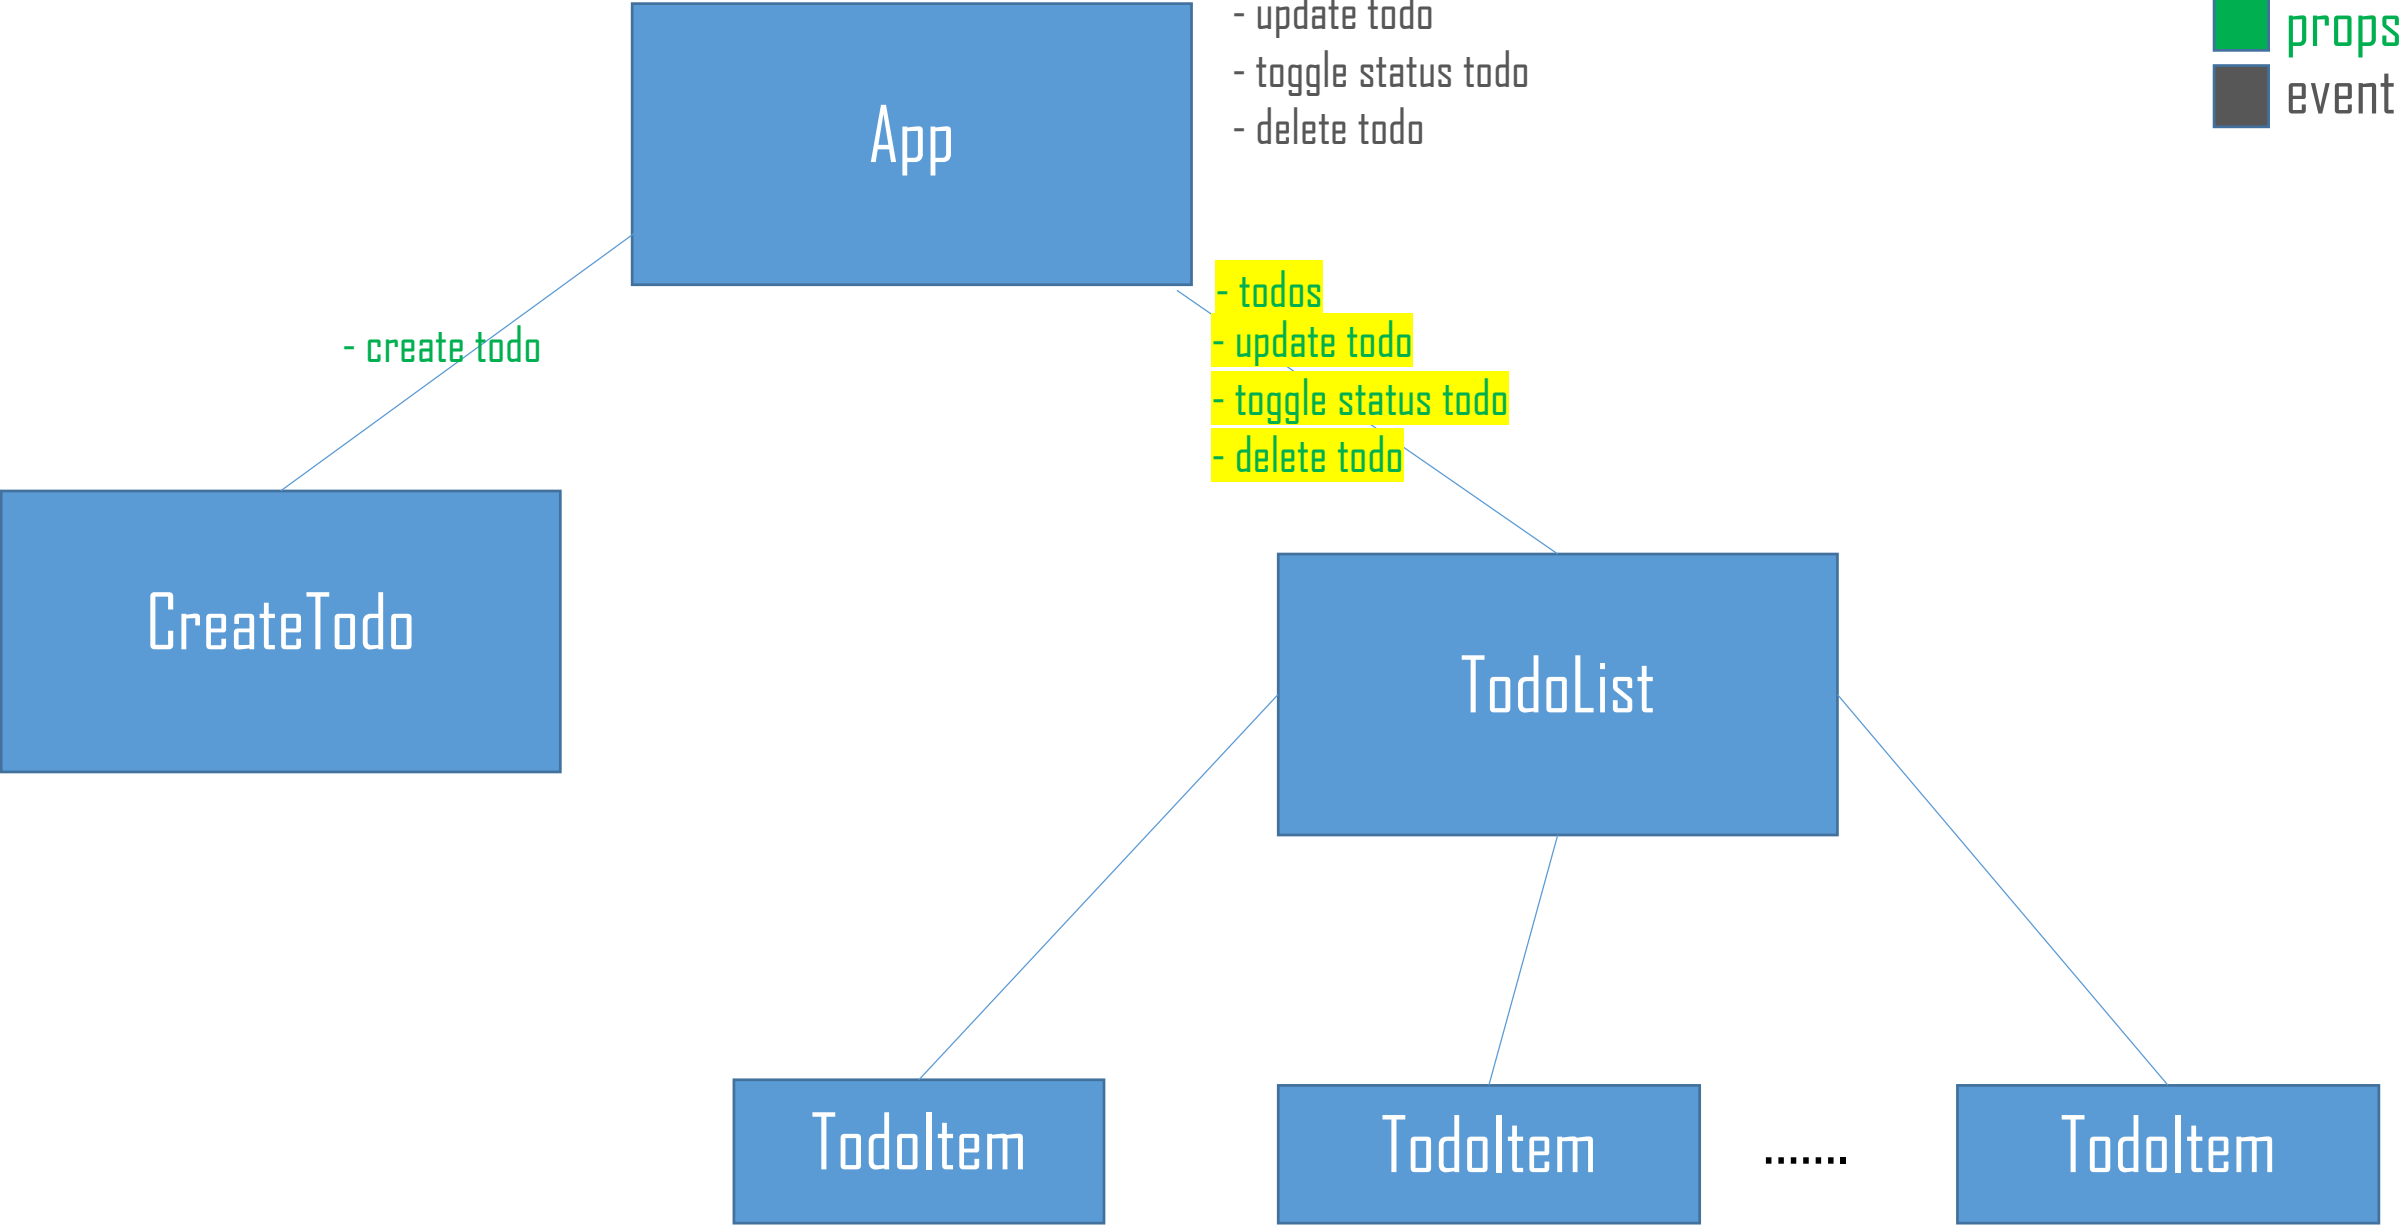 - update todo
- toggle status todo
- delete todo
props
event
App
- todos
- update todo
- toggle status todo
- delete todo
- create todo
CreateTodo
TodoList
TodoItem
TodoItem
.......
TodoItem